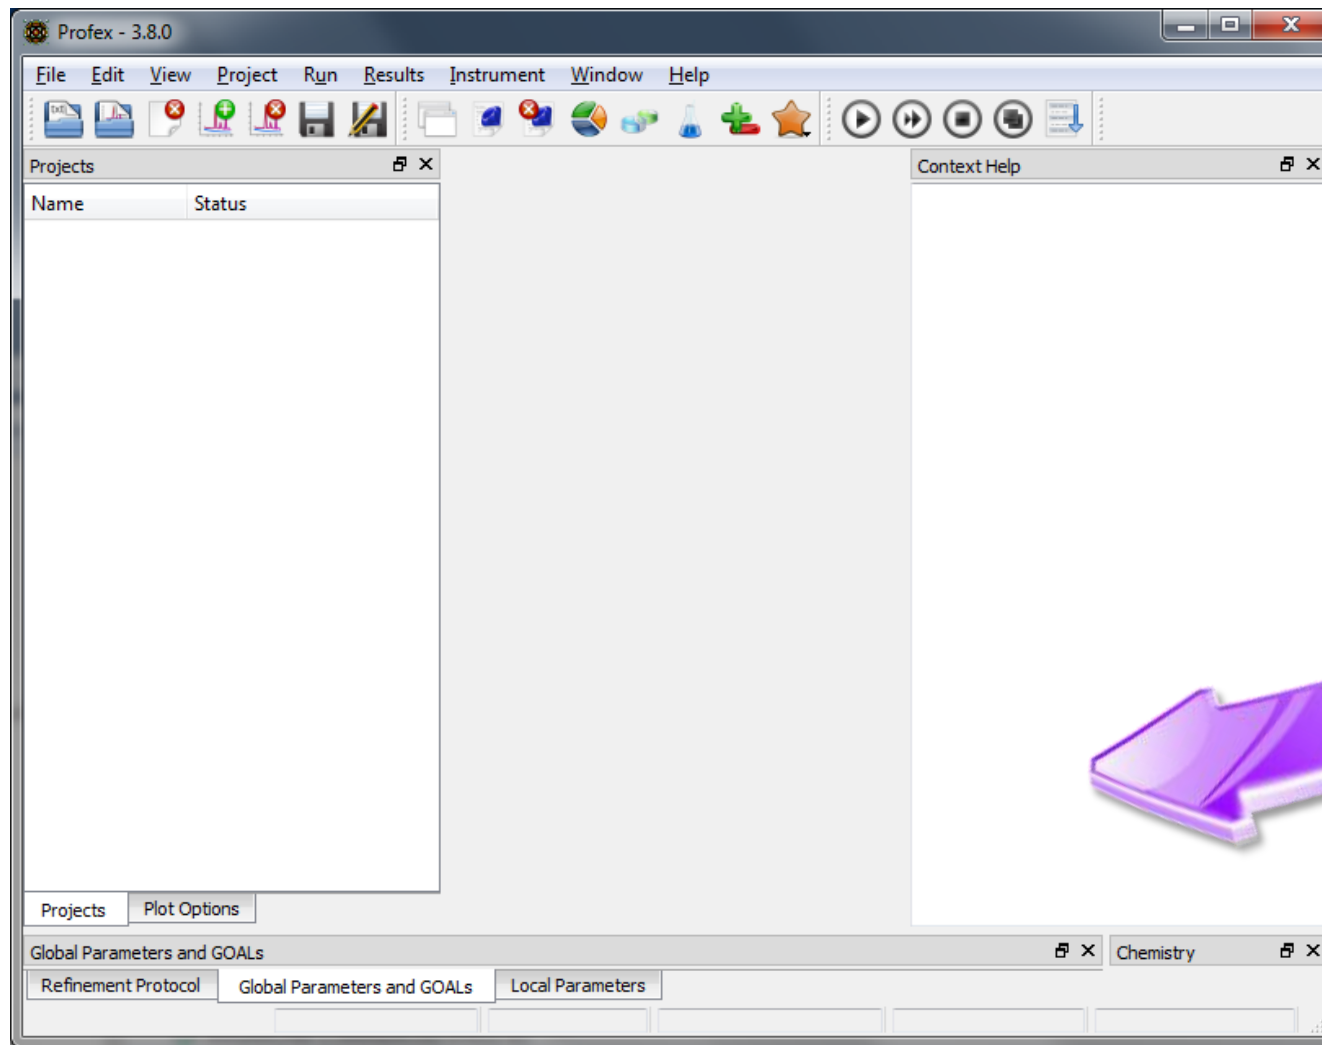 Profex - 3.8.0
File Edit View Project Run Results Instrument Window Help
Projects
Context Help
Name Status
Projects Plot Options
Global Parameters and GOALs
Chemistry
Refinement Protocol Global Parameters and GOALs Local Parameters